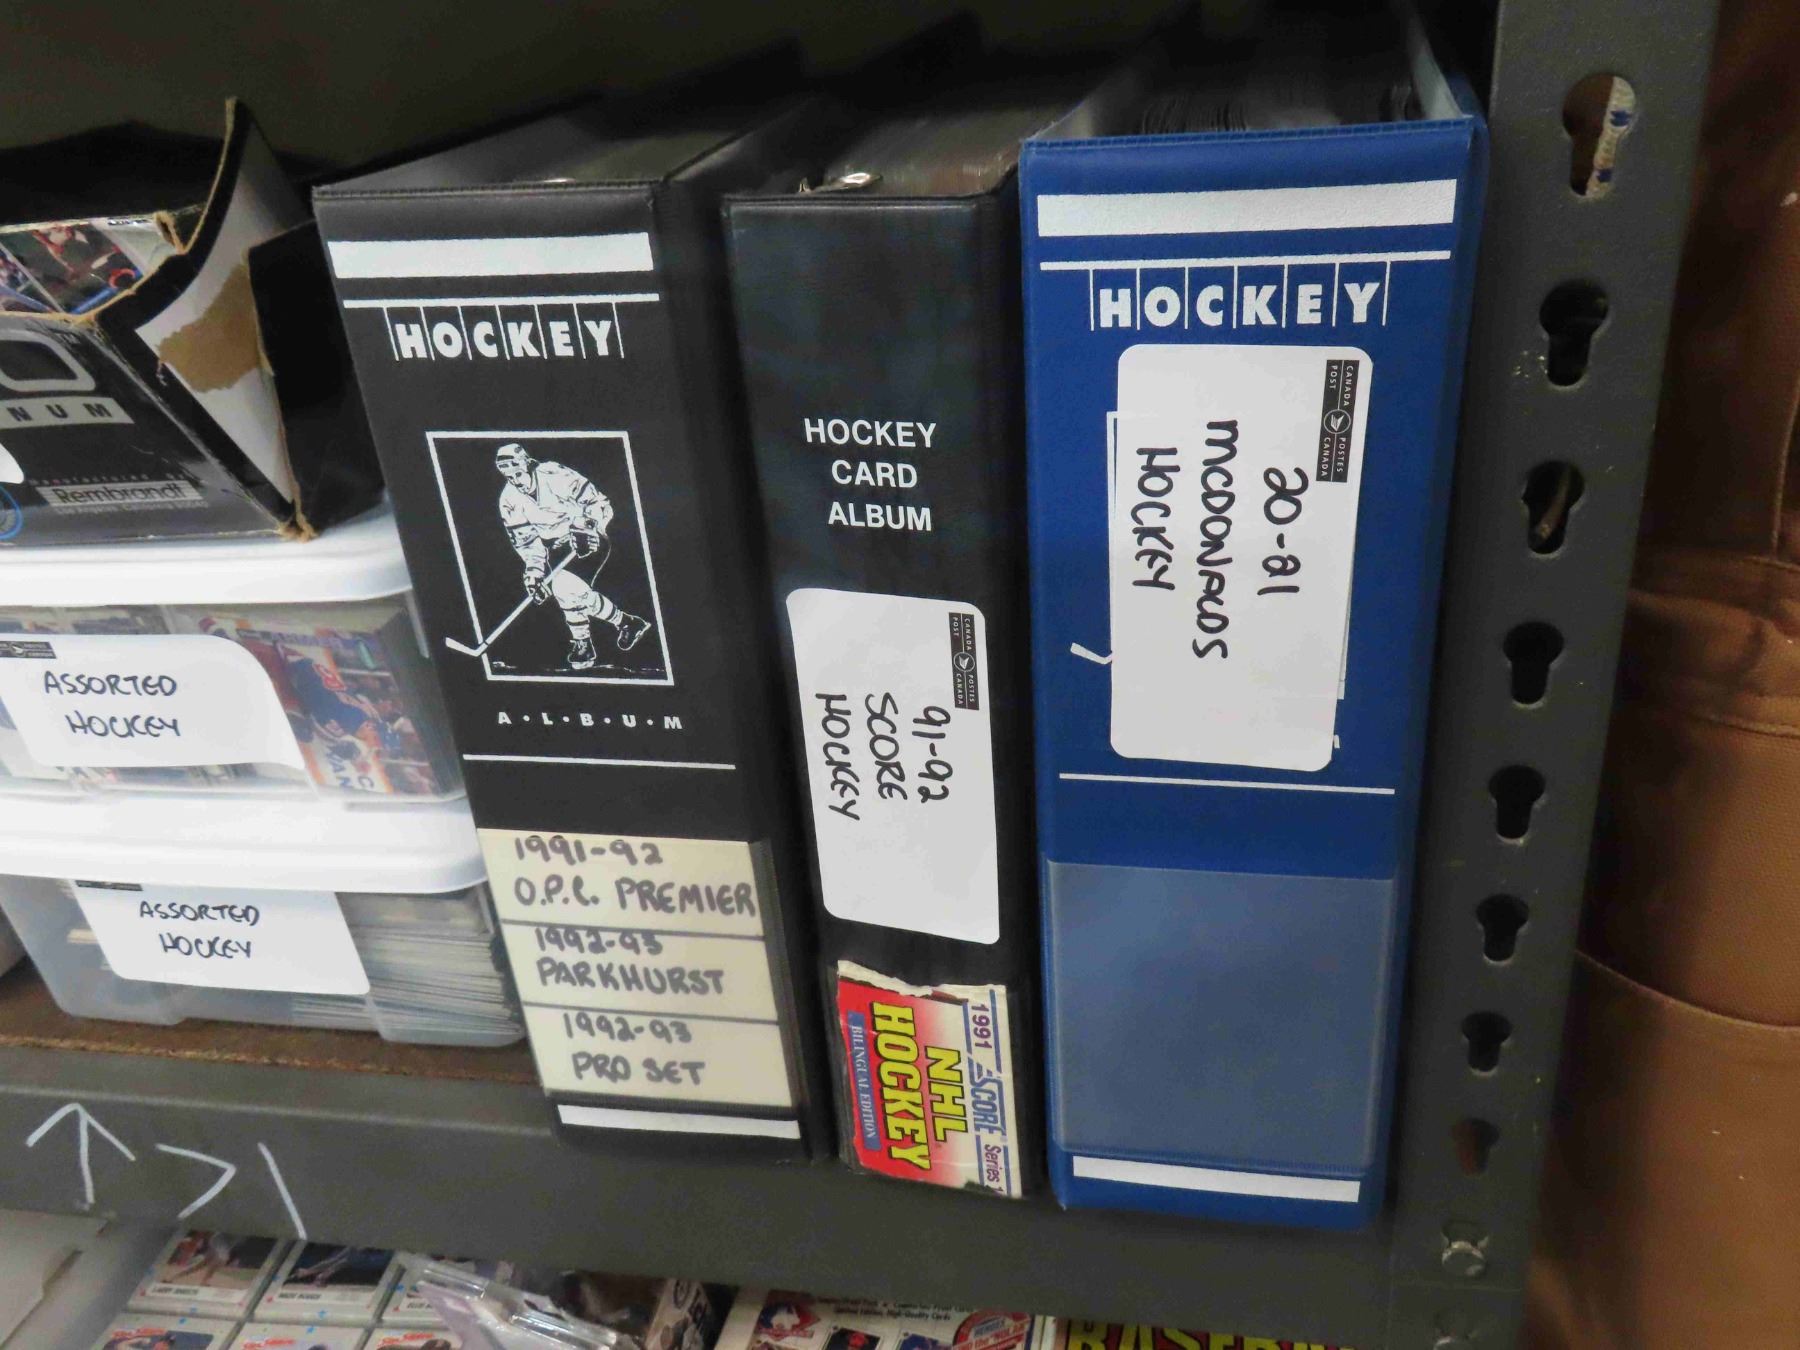 NUM
Rembrandt
ASSORTED
HOCKEY
ASSORTED
HOCKEY
HOCKEY
A·L·B·U·M
1991-92
O.P.C. PREMIER
1992-93
PARKHURST
1992-93
PRO SET
HOCKEY
CARD
ALBUM
CANADA POST
POSTES CANADA
91-92
SCORE
HOCKEY
1991 SCORE Series 1
NHL
HOCKEY
BILINGUAL EDITION
HOCKEY
CANADA POST
POSTES CANADA
20-21
MCDONALDS
HOCKEY